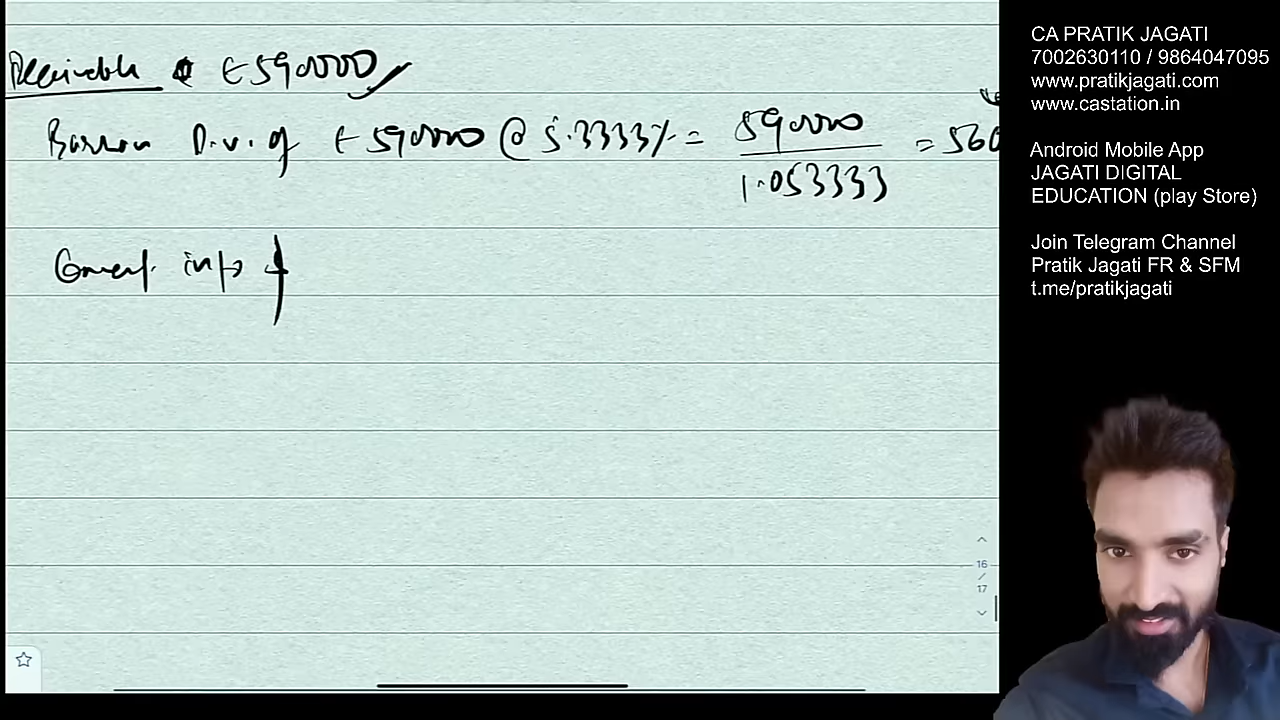 Receivable € 590000
Borrow D.V. of € 590000 @ 5.3333% = 590000 / 1.053333 = 560
Convert into £
CA PRATIK JAGATI
7002630110 / 9864047095
www.pratikjagati.com
www.castation.in
Android Mobile App
JAGATI DIGITAL
EDUCATION (play Store)
Join Telegram Channel
Pratik Jagati FR & SFM
t.me/pratikjagati
16
/
17